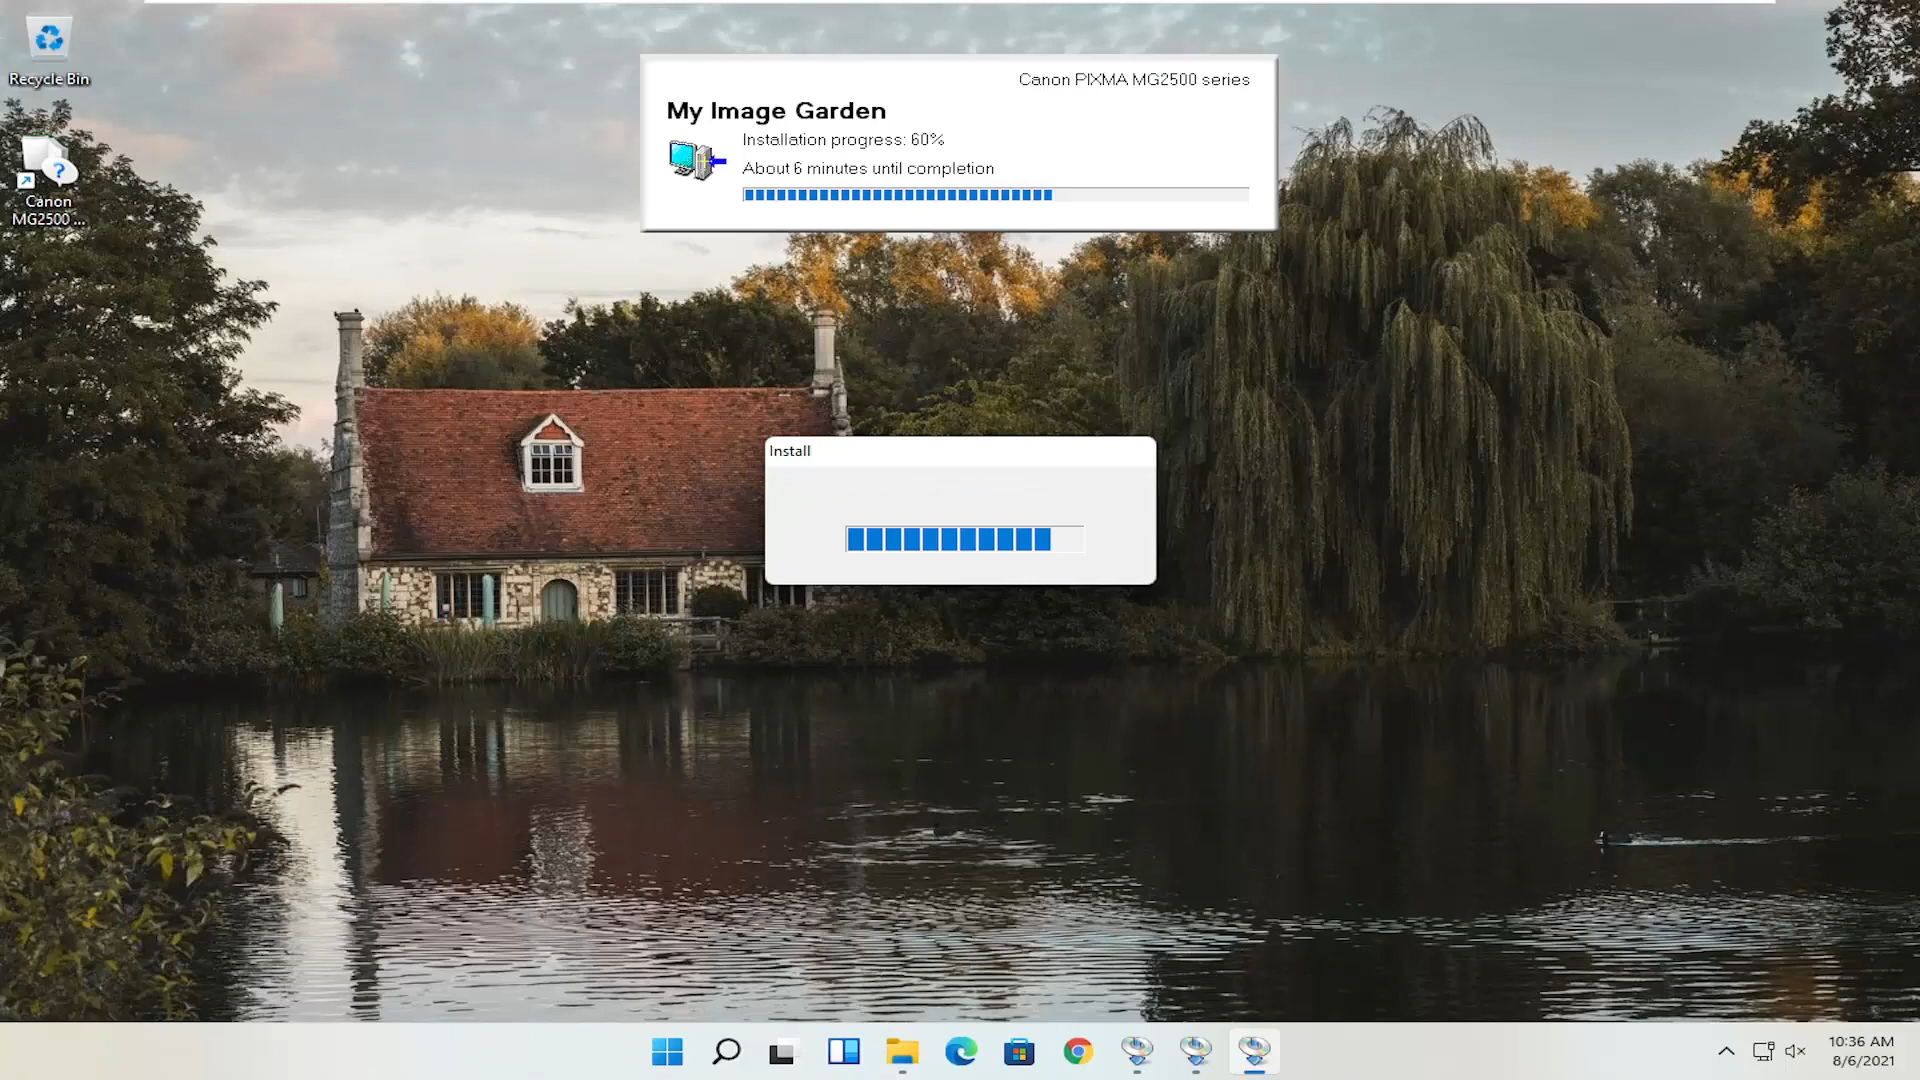 Recycle Bin
Canon
MG2500 ...
Canon PIXMA MG2500 series
My Image Garden
Installation progress: 60%
About 6 minutes until completion
Install
10:36 AM
8/6/2021